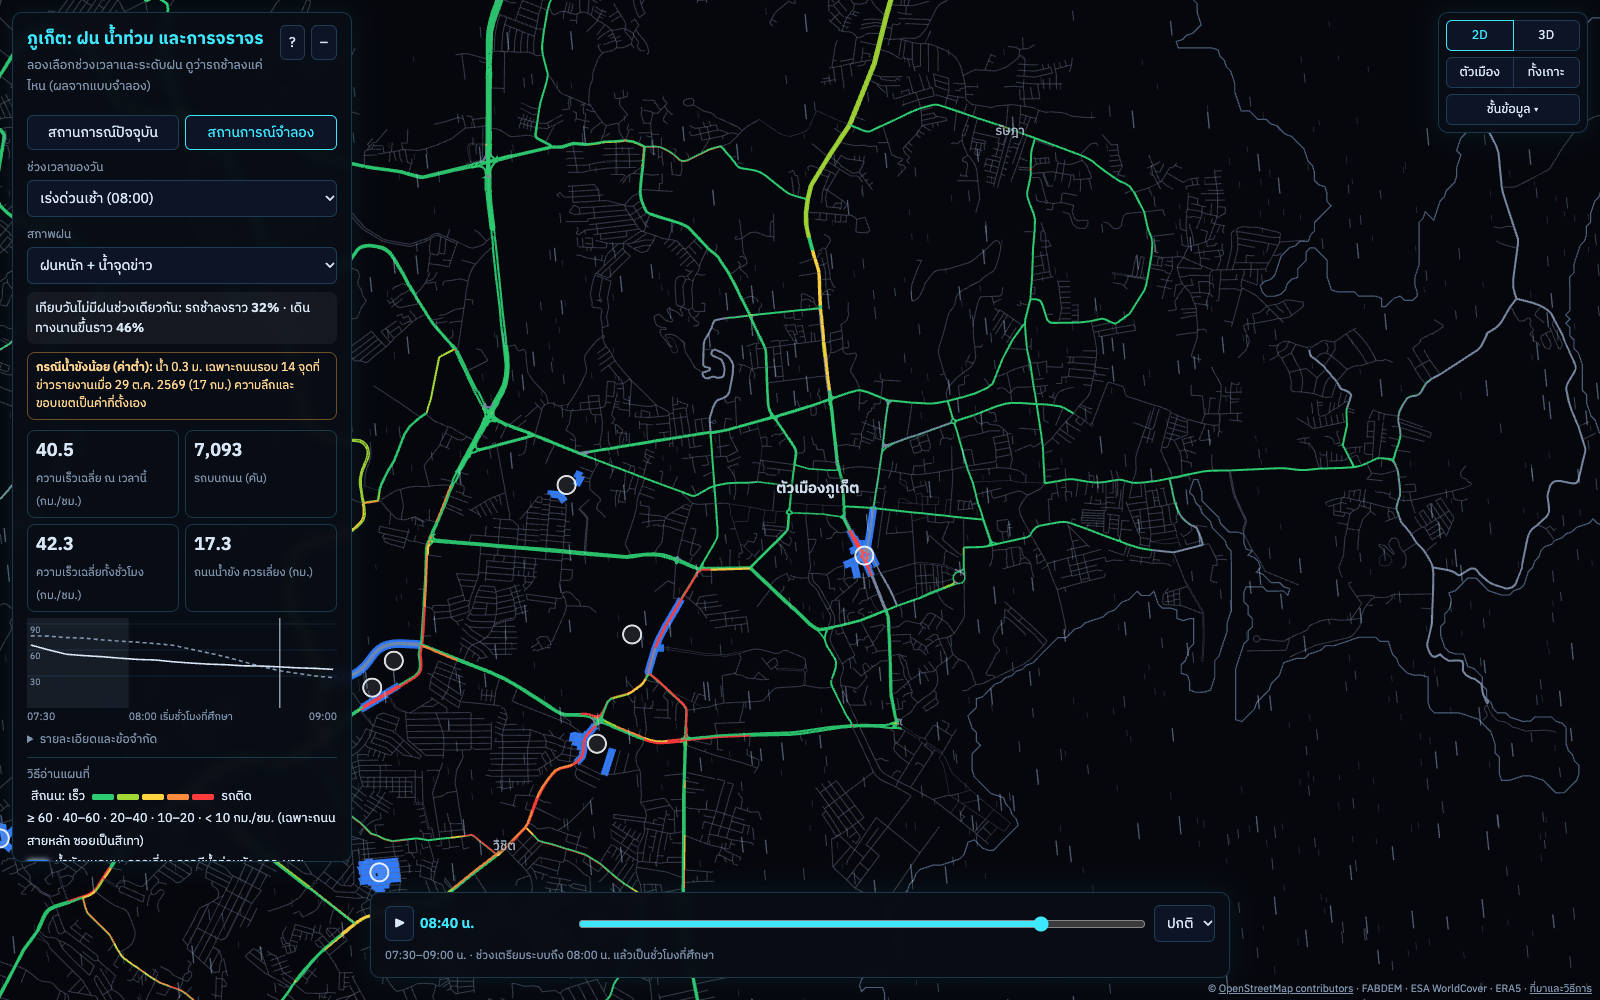 ภูเก็ต: ฝน น้ำท่วม และการจราจร
?
–
ลองเลือกช่วงเวลาและระดับฝน ดูว่ารถช้าลงแค่
ไหน (ผลจากแบบจำลอง)
สถานการณ์ปัจจุบัน
สถานการณ์จำลอง
ช่วงเวลาของวัน
เร่งด่วนเช้า (08:00)
สภาพฝน
ฝนหนัก + น้ำจุดข่าว
เทียบวันไม่มีฝนช่วงเดียวกัน: รถช้าลงราว 32% · เดิน
ทางนานขึ้นราว 46%
กรณีน้ำขังน้อย (ค่าต่ำ): น้ำ 0.3 ม. เฉพาะถนนรอบ 14 จุดที่
ข่าวรายงานเมื่อ 29 ต.ค. 2569 (17 กม.) ความลึกและ
ขอบเขตเป็นค่าที่ตั้งเอง
40.5
ความเร็วเฉลี่ย ณ เวลานี้
(กม./ชม.)
7,093
รถบนถนน (คัน)
42.3
ความเร็วเฉลี่ยทั้งชั่วโมง
(กม./ชม.)
17.3
ถนนน้ำขัง ควรเลี่ยง (กม.)
90
60
30
07:30
08:00 เริ่มชั่วโมงที่ศึกษา
09:00
▶ รายละเอียดและข้อจำกัด
วิธีอ่านแผนที่
สีถนน: เร็ว
รถติด
≥ 60 · 40–60 · 20–40 · 10–20 · < 10 กม./ชม. (เฉพาะถนน
สายหลัก ซอยเป็นสีเทา)
2D
3D
ตัวเมือง
ทั้งเกาะ
ชั้นข้อมูล ▾
รษฎา
ตัวเมืองภูเก็ต
วิชิต
▶
08:40 น.
ปกติ
07:30–09:00 น. · ช่วงเตรียมระบบถึง 08:00 น. แล้วเป็นชั่วโมงที่ศึกษา
© OpenStreetMap contributors · FABDEM · ESA WorldCover · ERA5 · ที่มาและวิธีการ